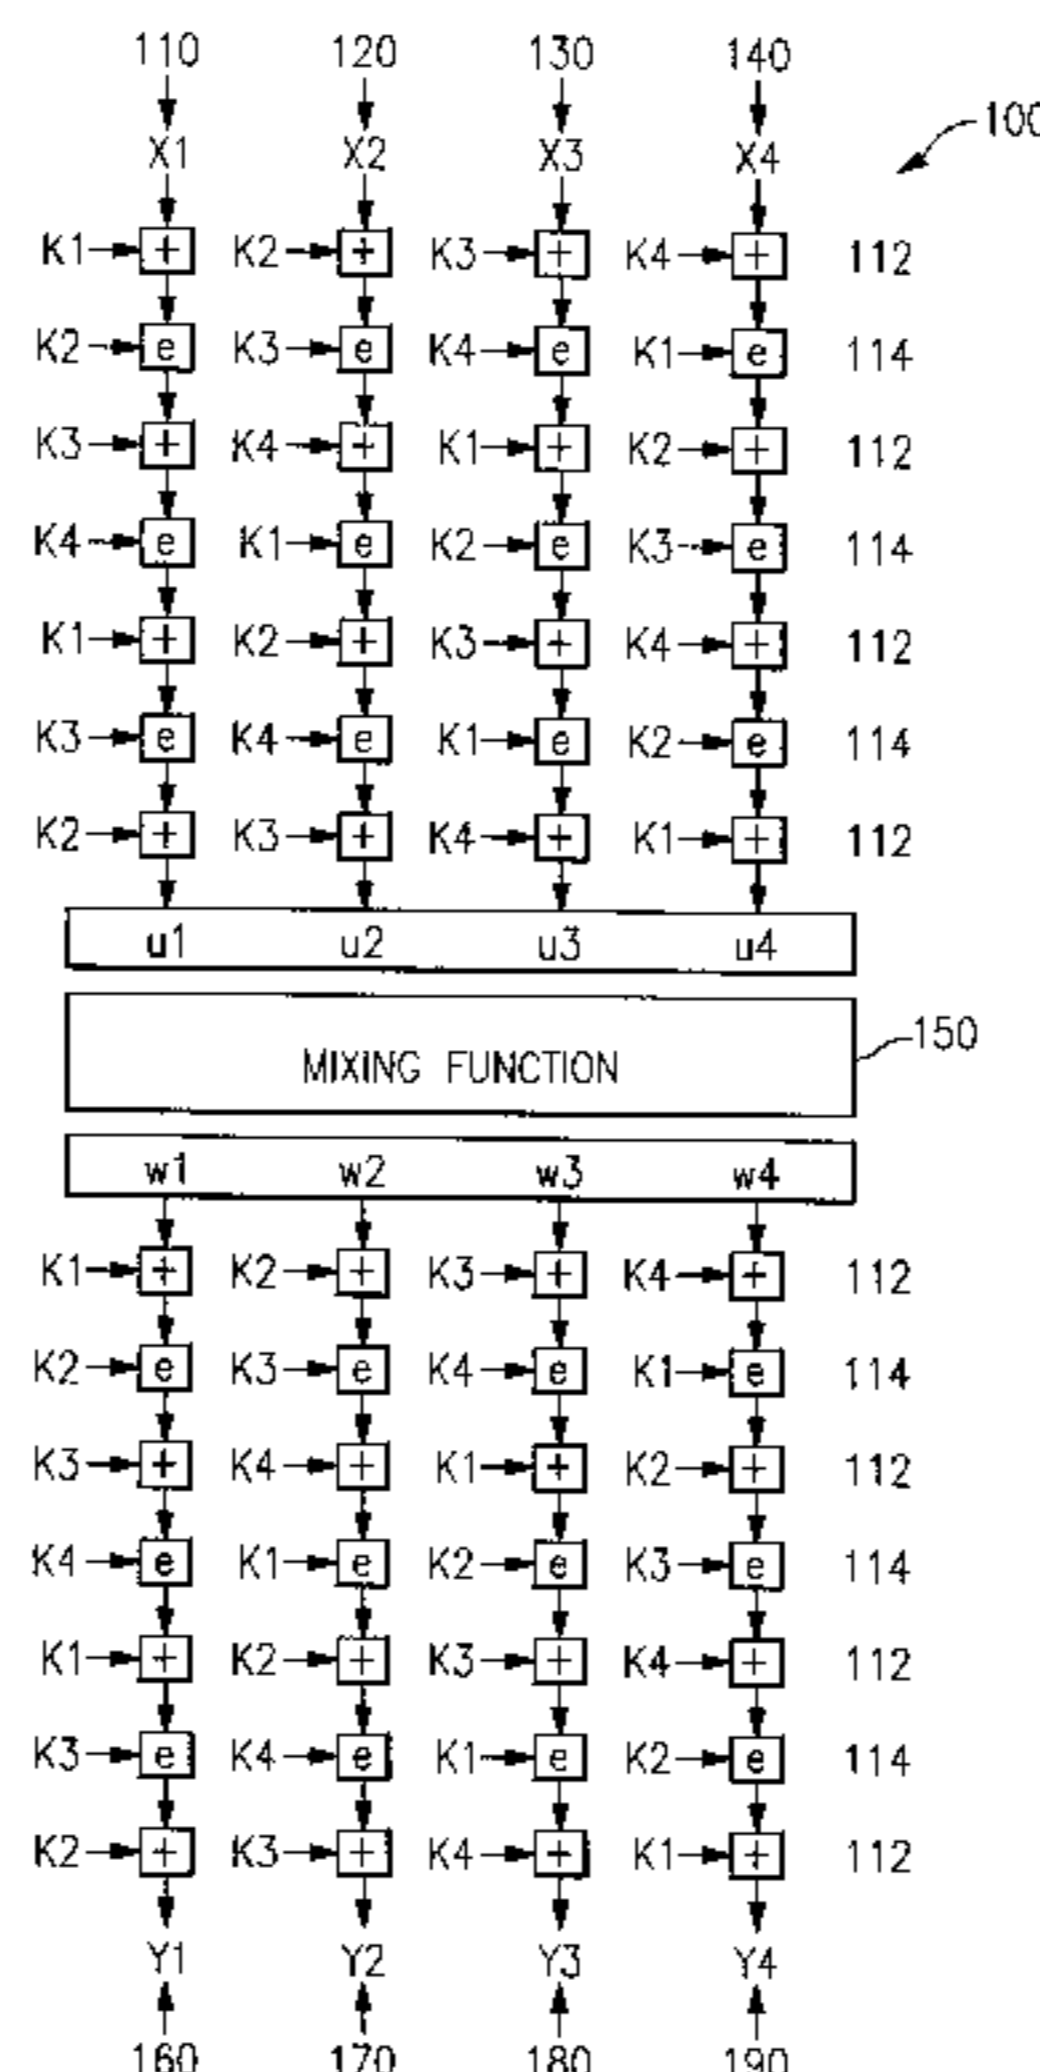 110 120 130 140
100
X1 X2 X3 X4
K1 + K2 + K3 + K4 + 112
K2 e K3 e K4 e K1 e 114
K3 + K4 + K1 + K2 + 112
K4 e K1 e K2 e K3 e 114
K1 + K2 + K3 + K4 + 112
K3 e K4 e K1 e K2 e 114
K2 + K3 + K4 + K1 + 112
u1 u2 u3 u4
MIXING FUNCTION 150
w1 w2 w3 w4
K1 + K2 + K3 + K4 + 112
K2 e K3 e K4 e K1 e 114
K3 + K4 + K1 + K2 + 112
K4 e K1 e K2 e K3 e 114
K1 + K2 + K3 + K4 + 112
K3 e K4 e K1 e K2 e 114
K2 + K3 + K4 + K1 + 112
Y1 Y2 Y3 Y4
160 170 180 190